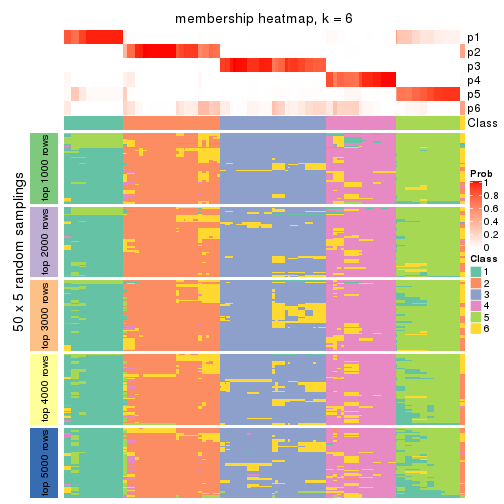 membership heatmap, k = 6
p1
p2
p3
p4
p5
p6
Class
50 x 5 random samplings
top 1000 rows
top 2000 rows
top 3000 rows
top 4000 rows
top 5000 rows
Prob
1
0.8
0.6
0.4
0.2
0
Class
1
2
3
4
5
6